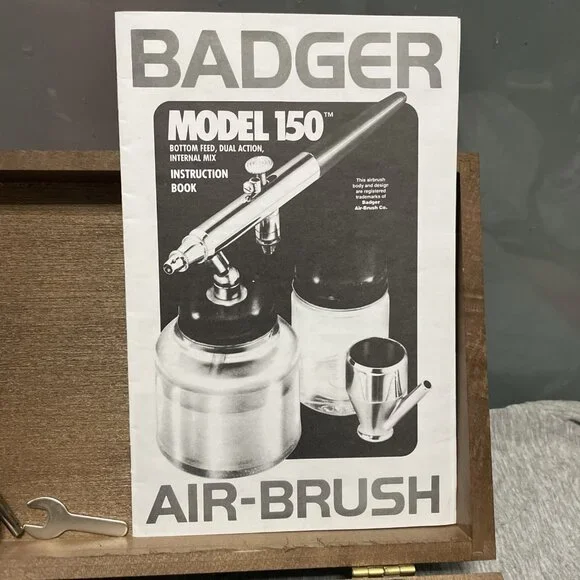 BADGER
MODEL 150™
BOTTOM FEED, DUAL ACTION,
INTERNAL MIX
INSTRUCTION
BOOK
This airbrush
body and design
are registered
trademarks of
Badger
Air-Brush Co.
AIR-BRUSH